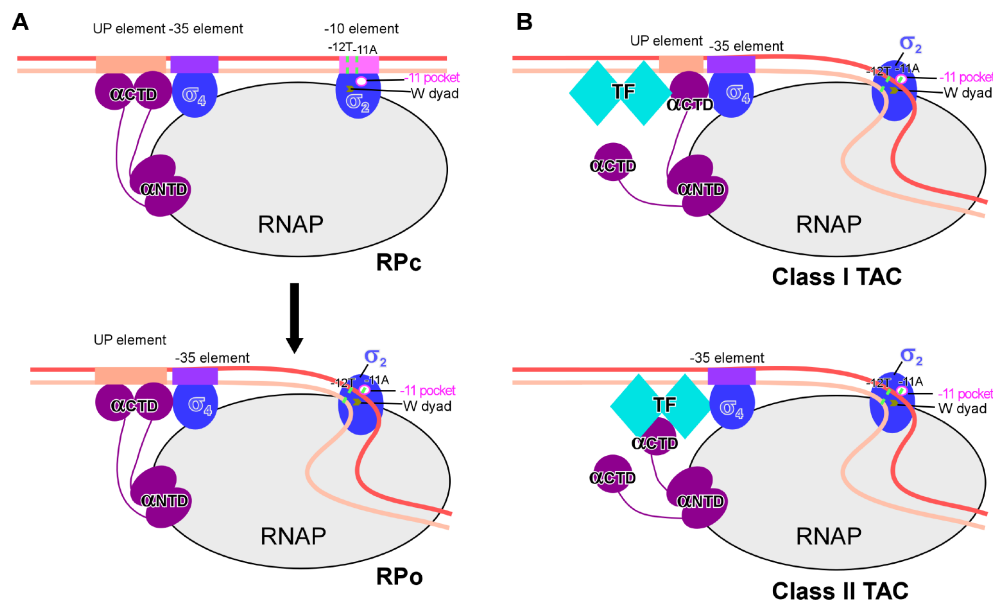 A
UP element -35 element -10 element
-12T -11A
-11 pocket
W dyad
αCTD
σ4
σ2
αNTD
RNAP
RPc
UP element
-35 element
σ2
-12T -11A
-11 pocket
W dyad
αCTD
σ4
αNTD
RNAP
RPo
B
UP element -35 element
σ2
-12T -11A
-11 pocket
W dyad
TF
αCTD
σ4
αCTD
αNTD
RNAP
Class I TAC
-35 element
σ2
-12T -11A
-11 pocket
W dyad
TF
σ4
αCTD
αCTD
αNTD
RNAP
Class II TAC